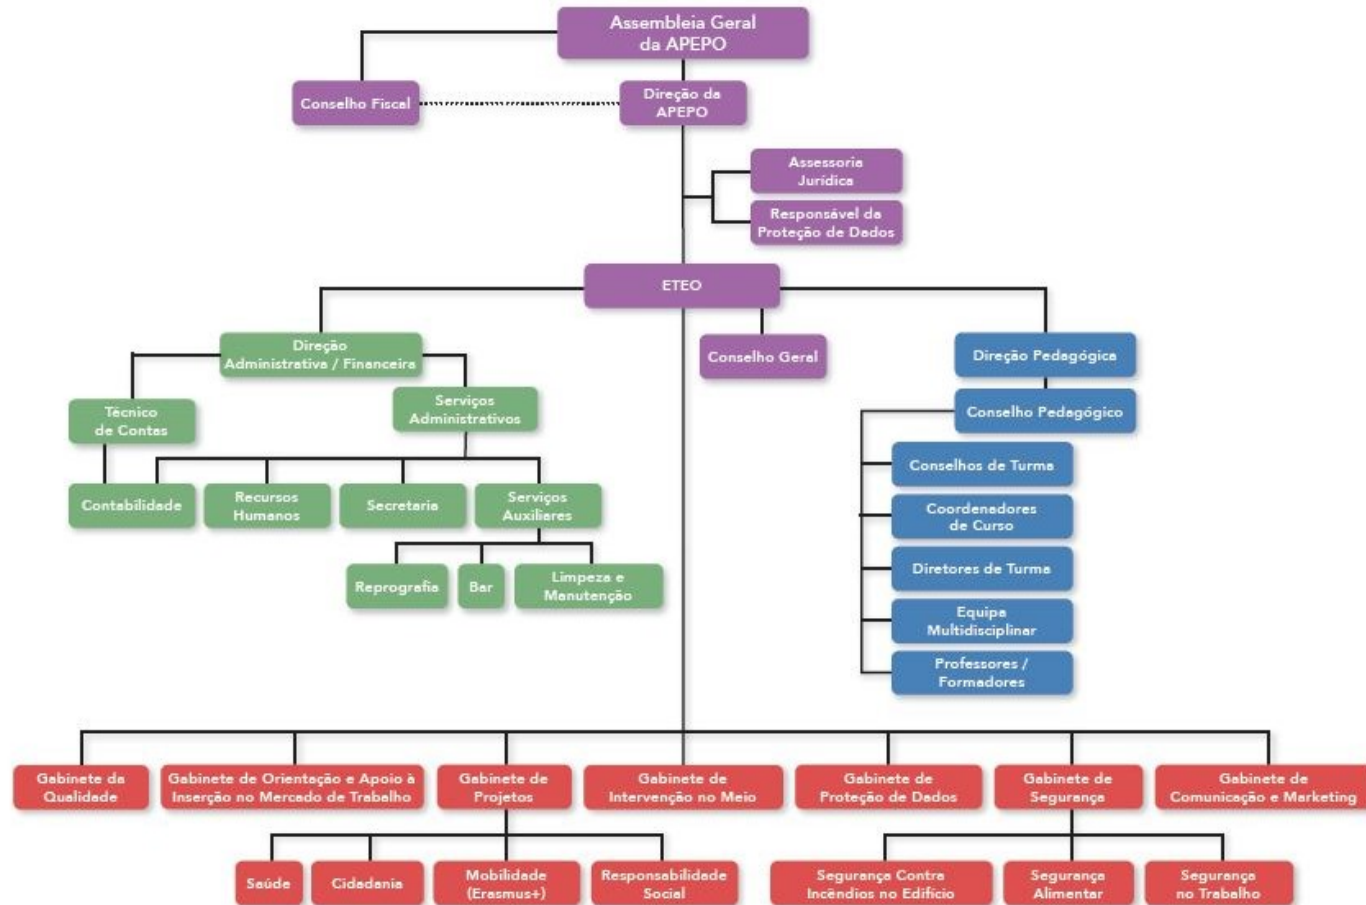 Assembleia Geral
da APEPO
Conselho Fiscal
Direção da
APEPO
Assessoria
Jurídica
Responsável da
Proteção de Dados
ETEO
Direção
Administrativa / Financeira
Conselho Geral
Direção Pedagógica
Técnico
de Contas
Serviços
Administrativos
Conselho Pedagógico
Contabilidade
Recursos
Humanos
Secretaria
Serviços
Auxiliares
Reprografia
Bar
Limpeza e
Manutenção
Conselhos de Turma
Coordenadores
de Curso
Diretores de Turma
Equipa
Multidisciplinar
Professores /
Formadores
Gabinete da
Qualidade
Gabinete de Orientação e Apoio à
Inserção no Mercado de Trabalho
Gabinete de
Projetos
Gabinete de
Intervenção no Meio
Gabinete de
Proteção de Dados
Gabinete de
Segurança
Gabinete de
Comunicação e Marketing
Saúde
Cidadania
Mobilidade
(Erasmus+)
Responsabilidade
Social
Segurança Contra
Incêndios no Edifício
Segurança
Alimentar
Segurança
no Trabalho